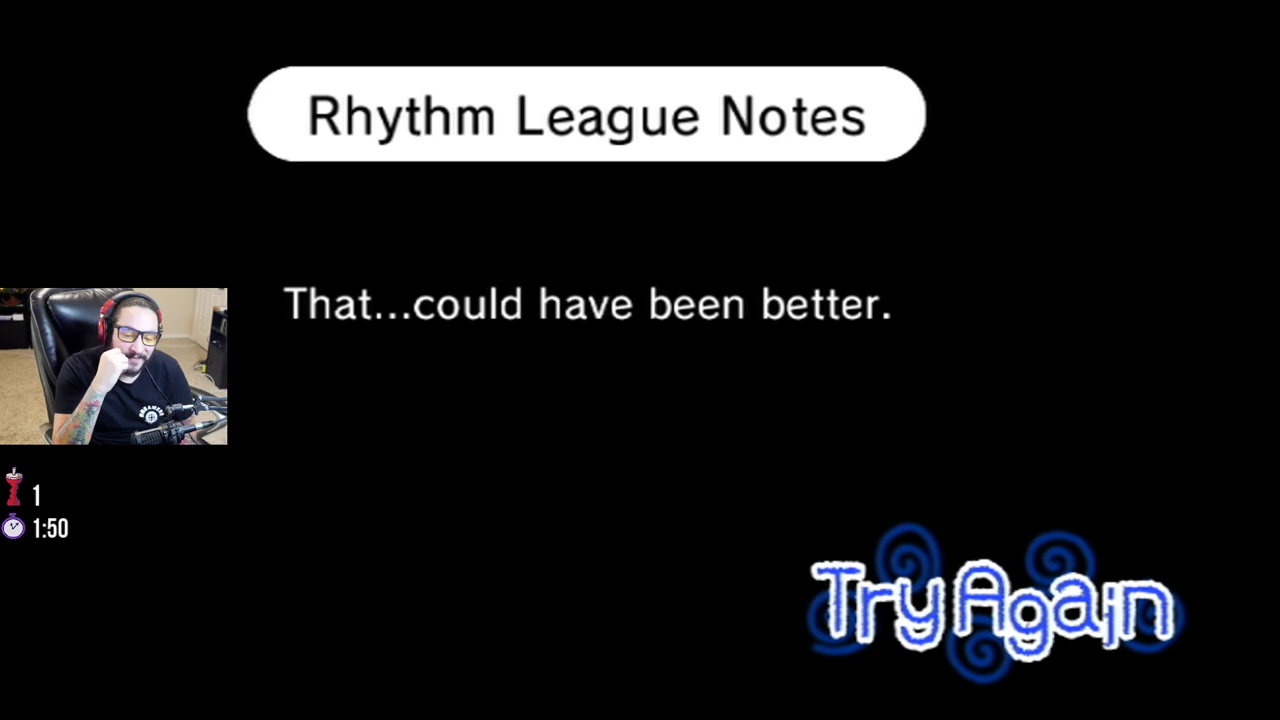 Rhythm League Notes
That...could have been better.
1
1:50
Try Again